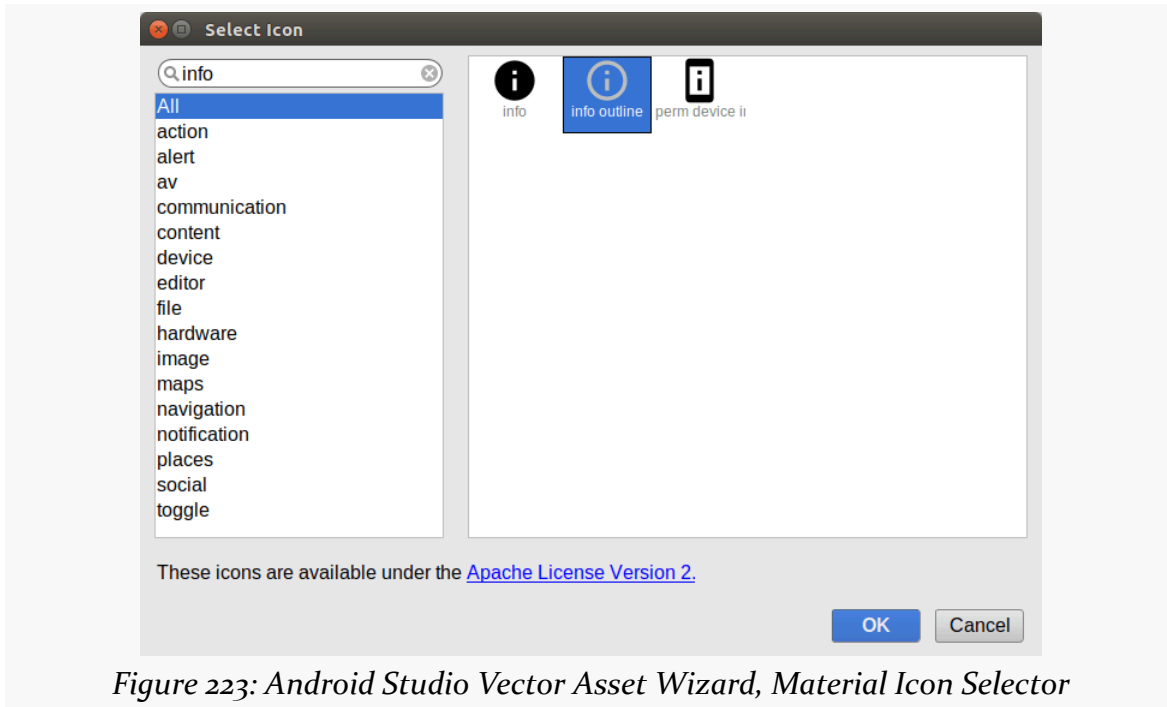 Select Icon
info
All
action
alert
av
communication
content
device
editor
file
hardware
image
maps
navigation
notification
places
social
toggle
info
info outline
perm device in
These icons are available under the Apache License Version 2.
OK
Cancel
Figure 223: Android Studio Vector Asset Wizard, Material Icon Selector